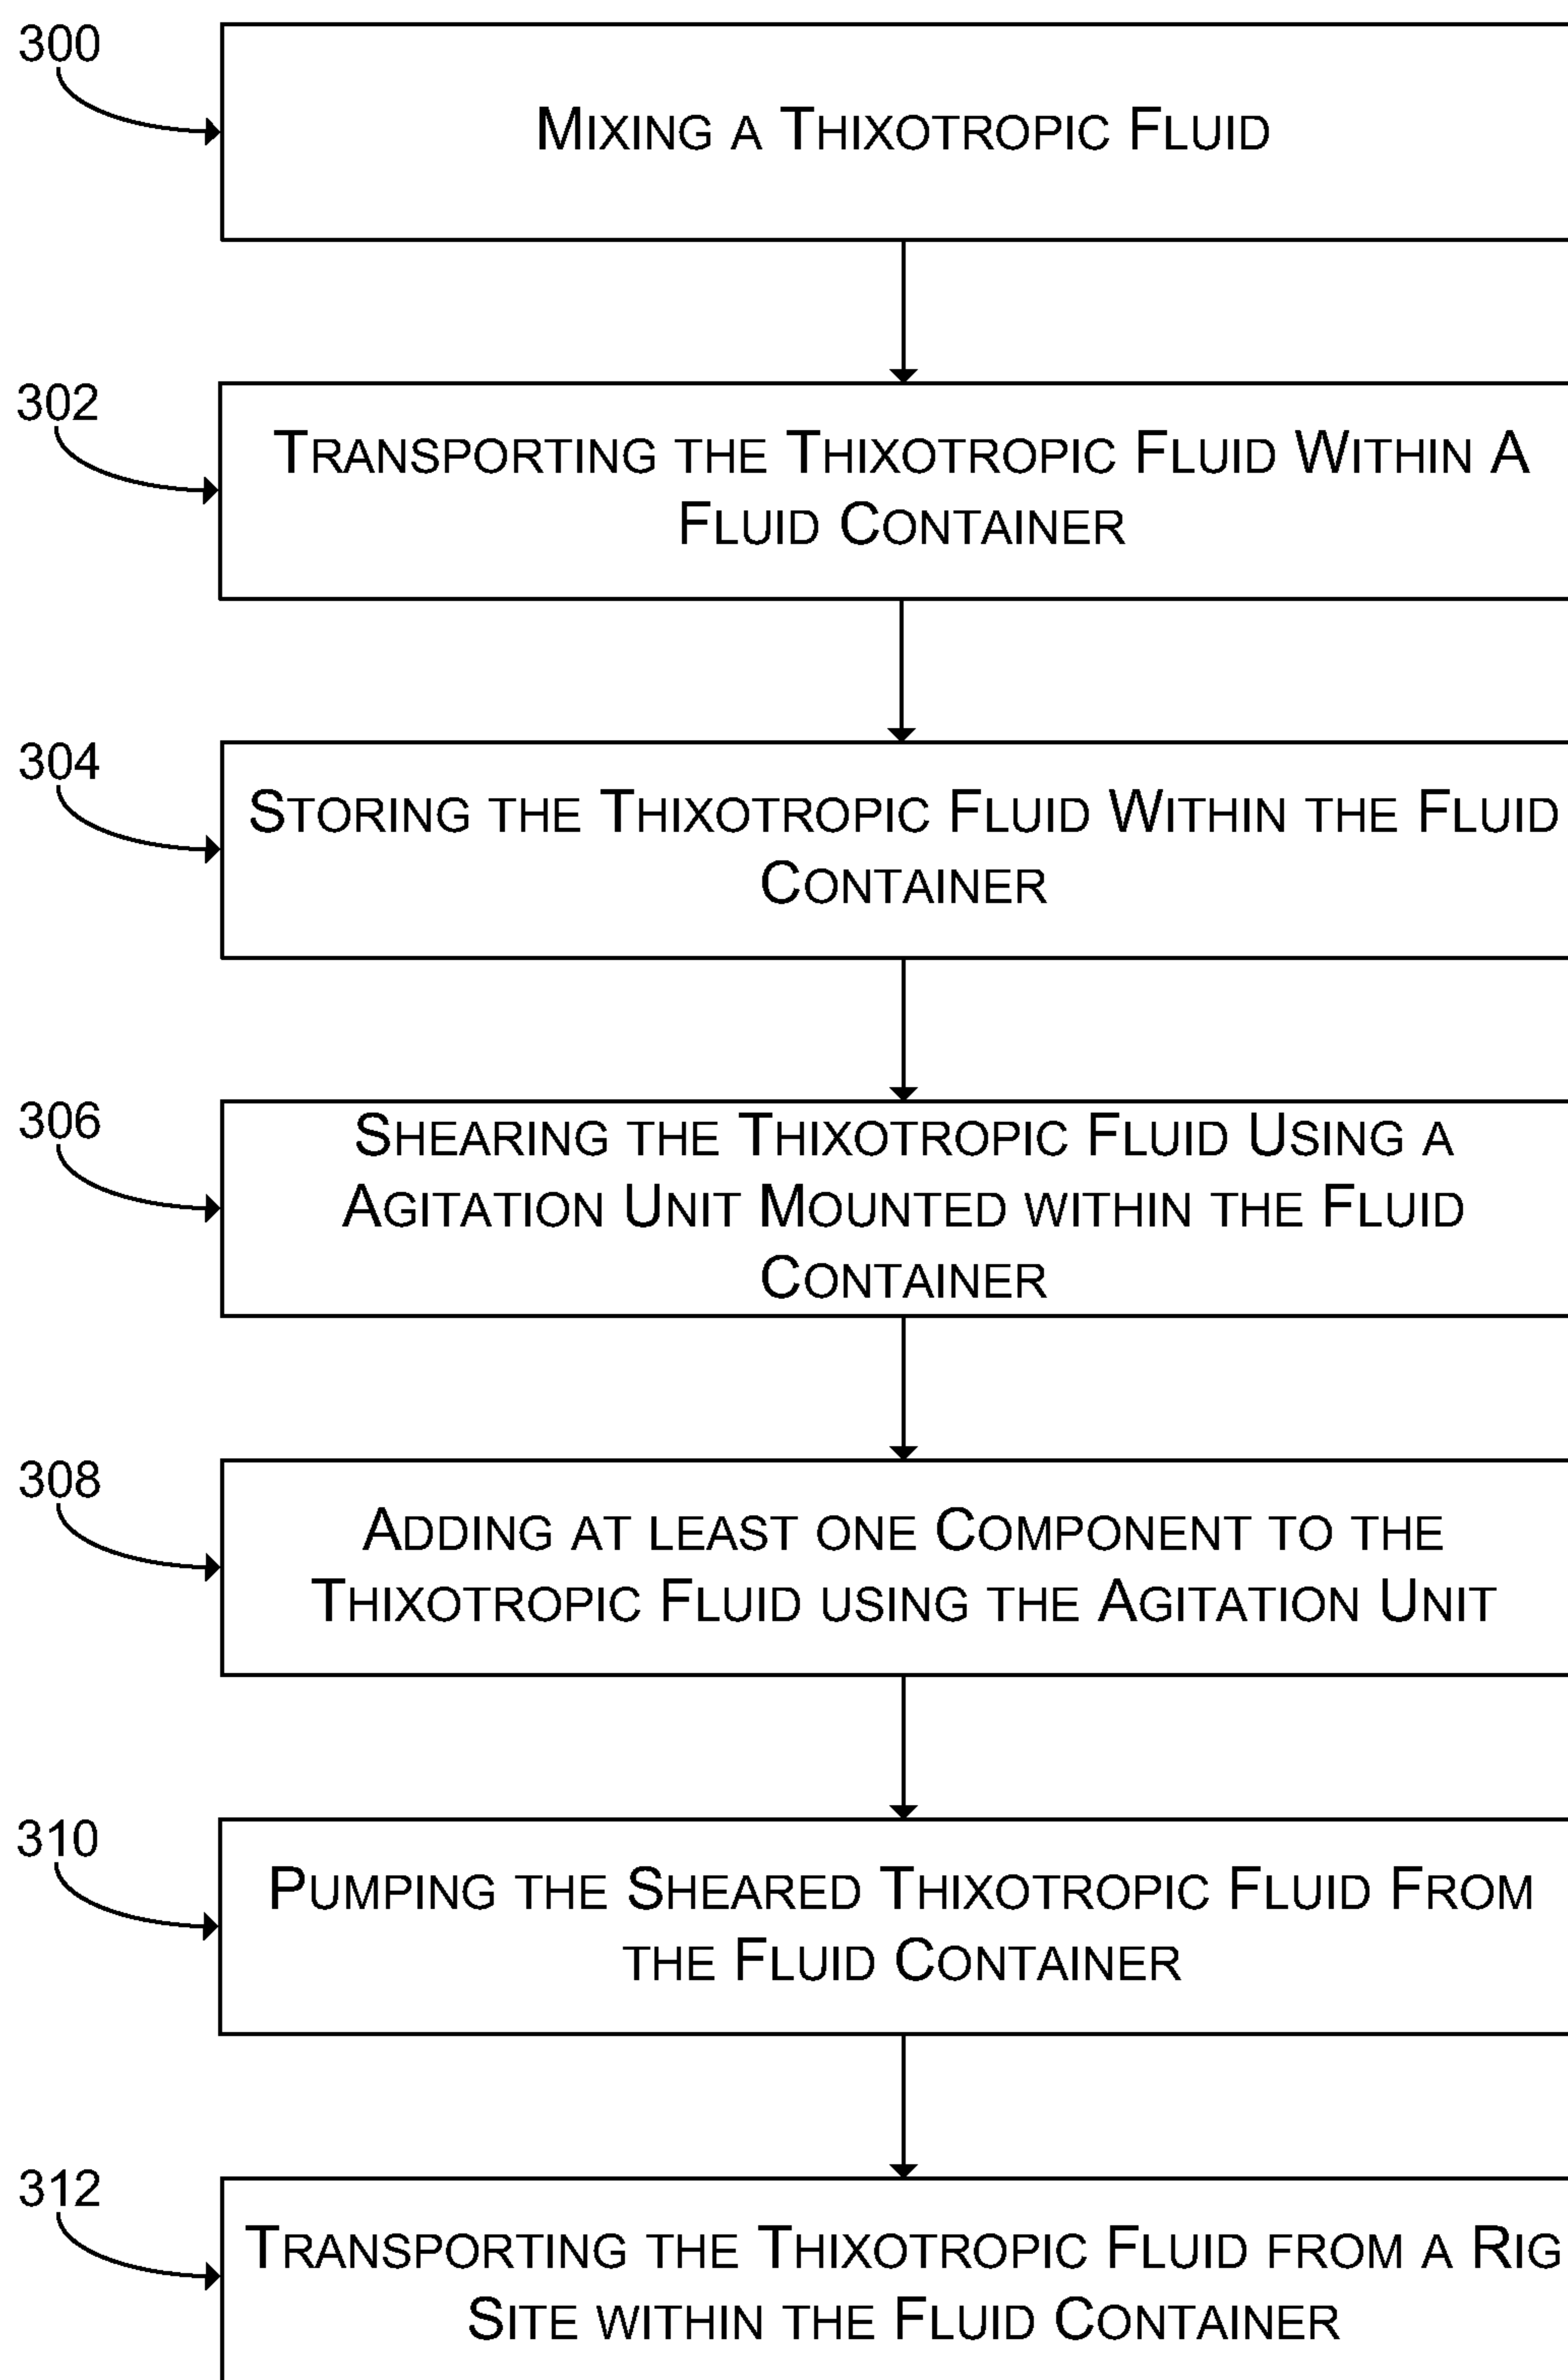 300
MIXING A THIXOTROPIC FLUID
302
TRANSPORTING THE THIXOTROPIC FLUID WITHIN A
FLUID CONTAINER
304
STORING THE THIXOTROPIC FLUID WITHIN THE FLUID
CONTAINER
306
SHEARING THE THIXOTROPIC FLUID USING A
AGITATION UNIT MOUNTED WITHIN THE FLUID
CONTAINER
308
ADDING AT LEAST ONE COMPONENT TO THE
THIXOTROPIC FLUID USING THE AGITATION UNIT
310
PUMPING THE SHEARED THIXOTROPIC FLUID FROM
THE FLUID CONTAINER
312
TRANSPORTING THE THIXOTROPIC FLUID FROM A RIG
SITE WITHIN THE FLUID CONTAINER